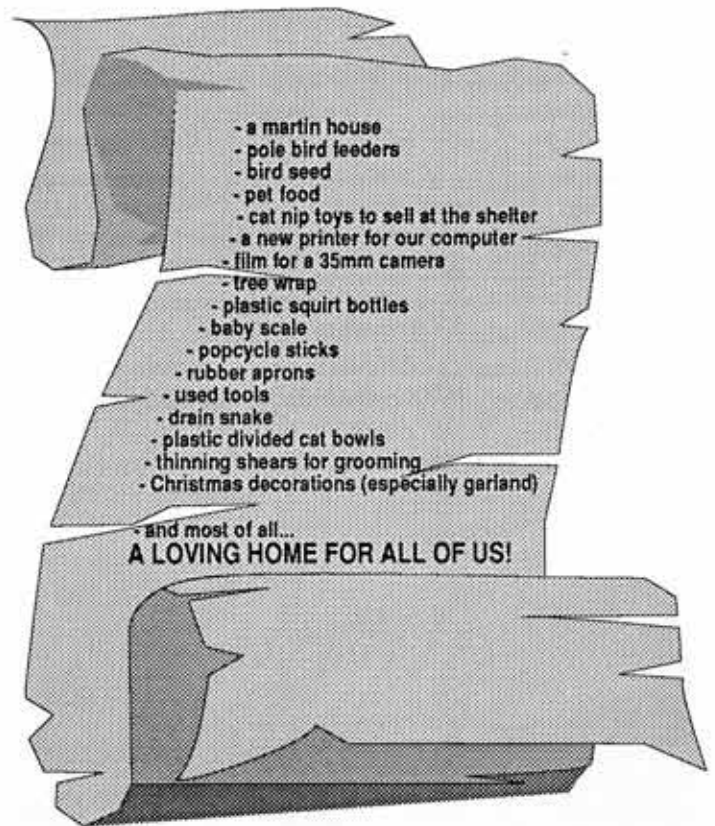 - a martin house
- pole bird feeders
- bird seed
- pet food
- cat nip toys to sell at the shelter
- a new printer for our computer
- film for a 35mm camera
- tree wrap
- plastic squirt bottles
- baby scale
- popcycle sticks
- rubber aprons
- used tools
- drain snake
- plastic divided cat bowls
- thinning shears for grooming
- Christmas decorations (especially garland)
- and most of all...
A LOVING HOME FOR ALL OF US!